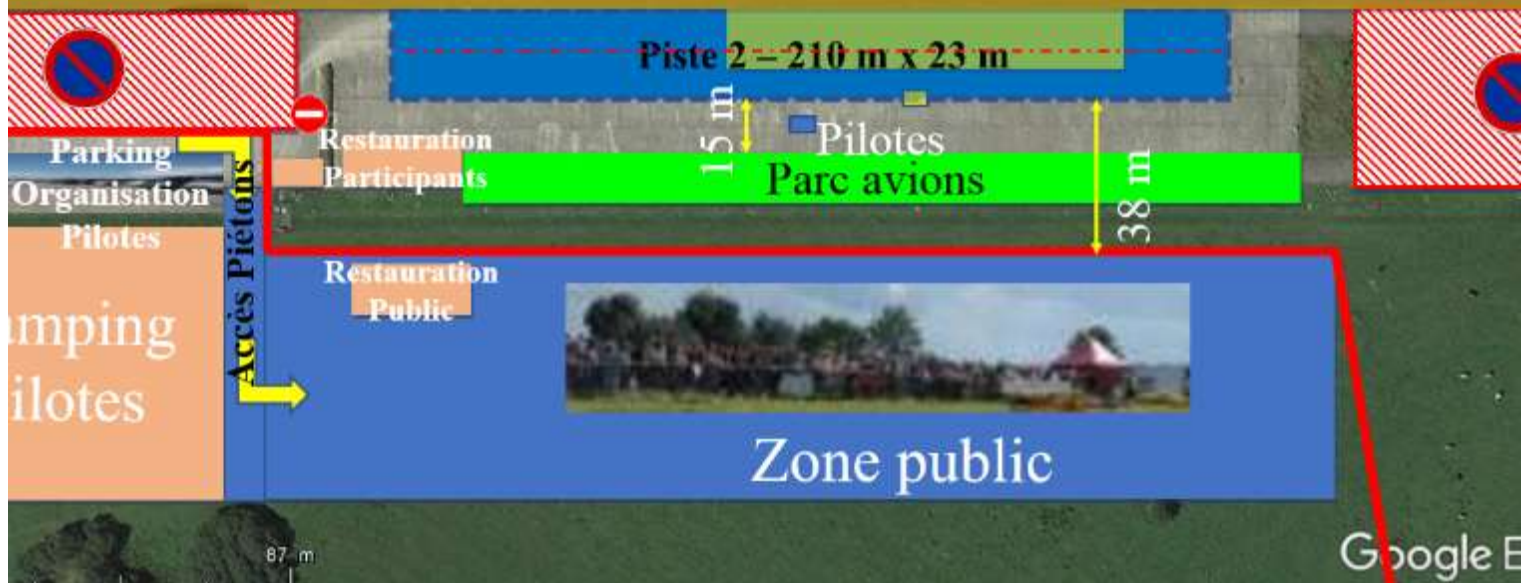 Piste 2 – 210 m x 23 m
15 m
38 m
Pilotes
Parc avions
Restauration
Participants
Parking
Organisation
Pilotes
Accès Piétons
Restauration
Public
amping
ilotes
Zone public
87 m
Google E